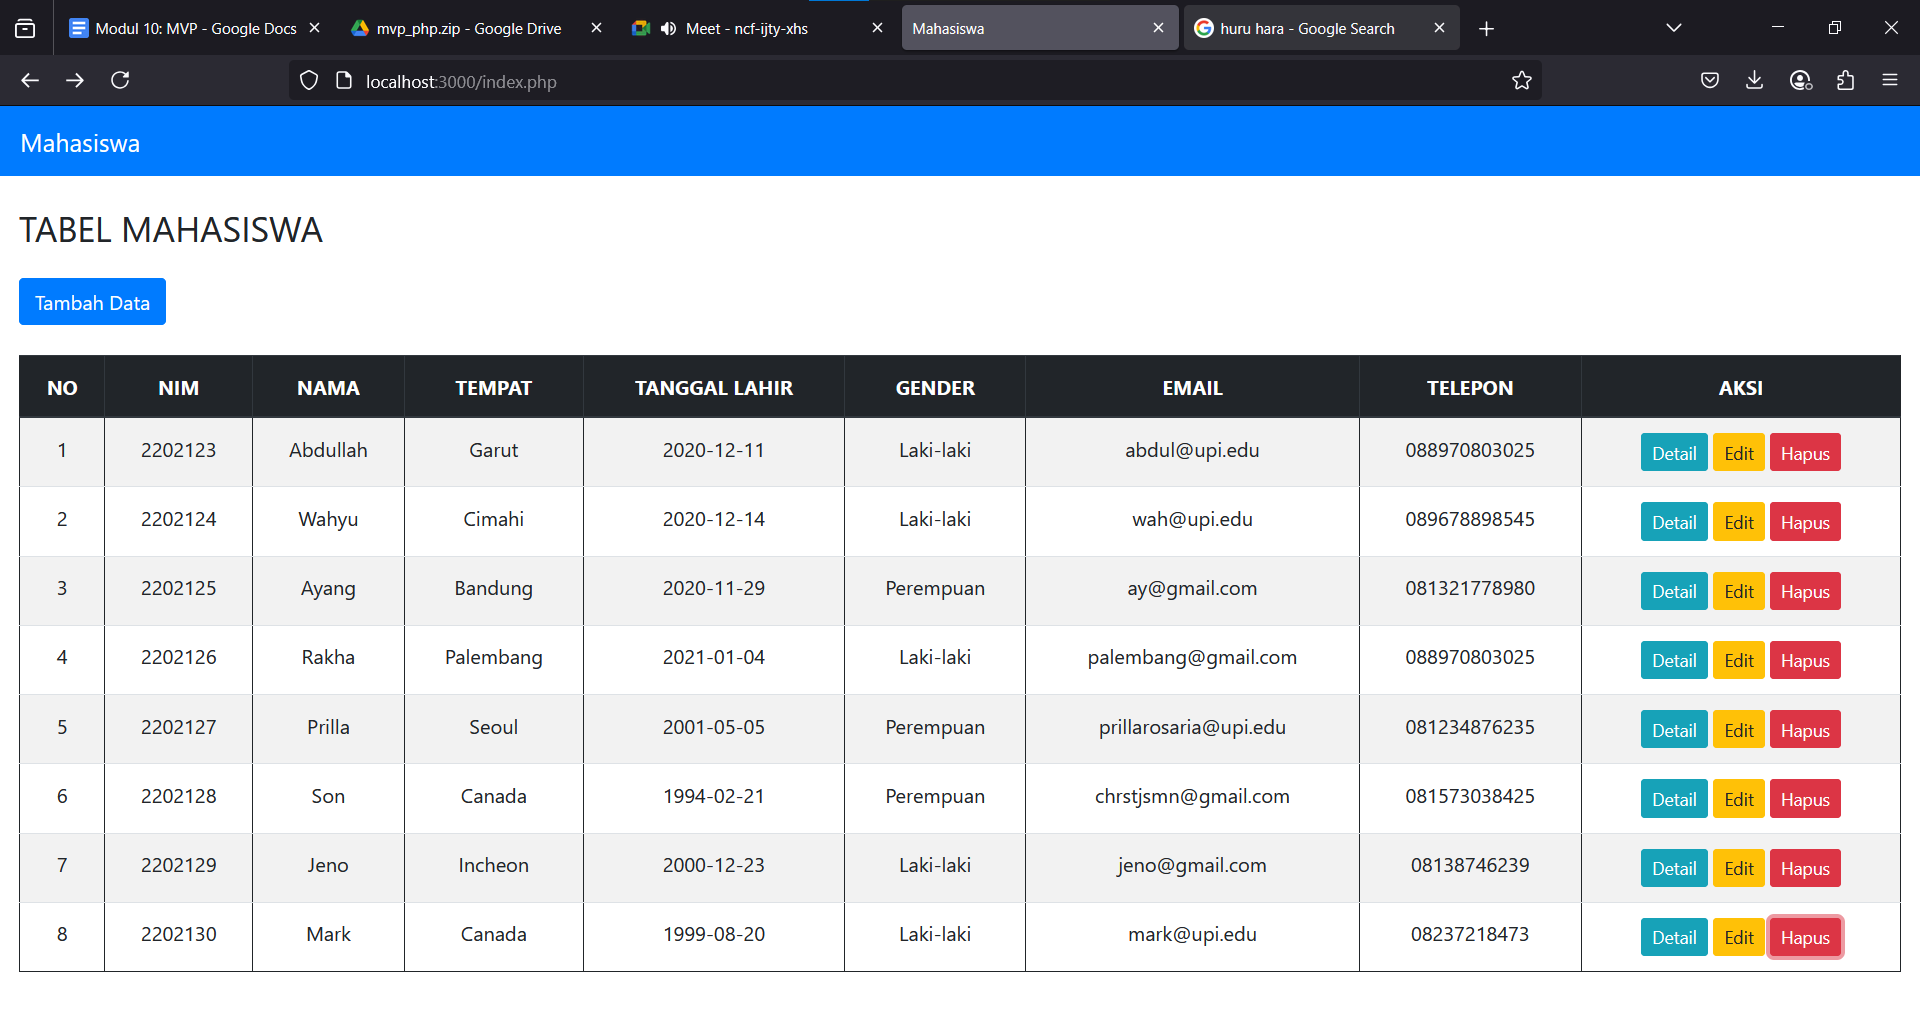 Modul 10: MVP - Google Docs
mvp_php.zip - Google Drive
Meet - ncf-ijty-xhs
Mahasiswa
huru hara - Google Search
localhost:3000/index.php
Mahasiswa
TABEL MAHASISWA
Tambah Data
NO NIM NAMA TEMPAT TANGGAL LAHIR GENDER EMAIL TELEPON AKSI
1 2202123 Abdullah Garut 2020-12-11 Laki-laki abdul@upi.edu 088970803025 Detail Edit Hapus
2 2202124 Wahyu Cimahi 2020-12-14 Laki-laki wah@upi.edu 089678898545 Detail Edit Hapus
3 2202125 Ayang Bandung 2020-11-29 Perempuan ay@gmail.com 081321778980 Detail Edit Hapus
4 2202126 Rakha Palembang 2021-01-04 Laki-laki palembang@gmail.com 088970803025 Detail Edit Hapus
5 2202127 Prilla Seoul 2001-05-05 Perempuan prillarosaria@upi.edu 081234876235 Detail Edit Hapus
6 2202128 Son Canada 1994-02-21 Perempuan chrstjsmn@gmail.com 081573038425 Detail Edit Hapus
7 2202129 Jeno Incheon 2000-12-23 Laki-laki jeno@gmail.com 08138746239 Detail Edit Hapus
8 2202130 Mark Canada 1999-08-20 Laki-laki mark@upi.edu 08237218473 Detail Edit Hapus